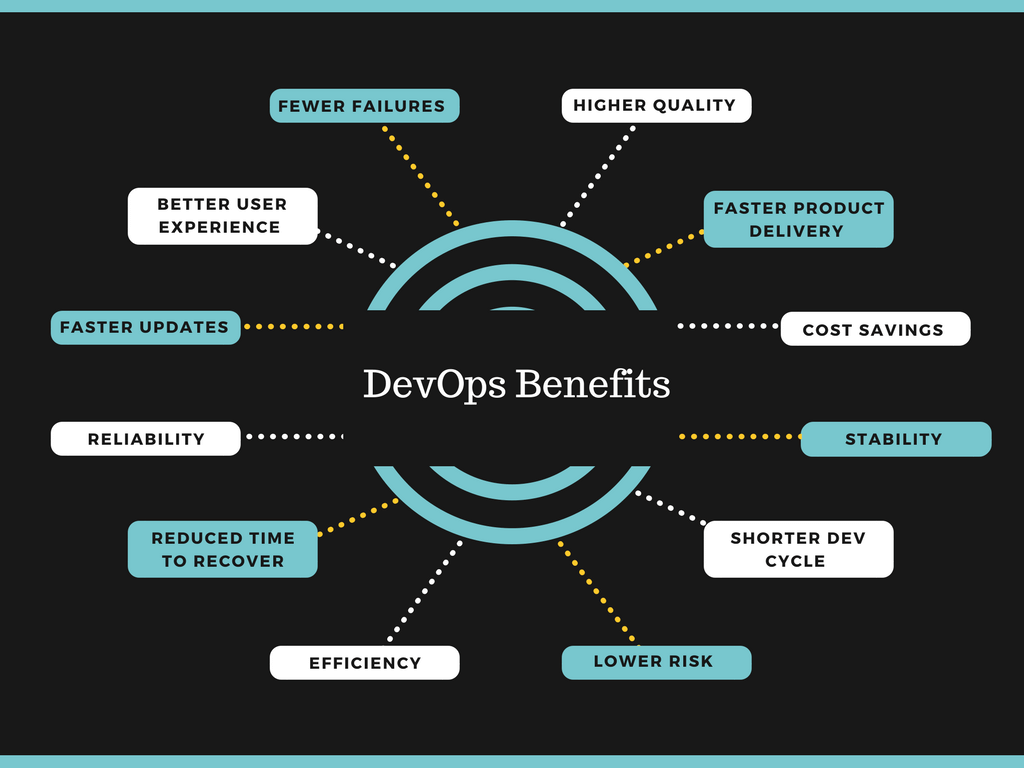 FEWER FAILURES
HIGHER QUALITY
BETTER USER
EXPERIENCE
FASTER PRODUCT
DELIVERY
FASTER UPDATES
COST SAVINGS
DevOps Benefits
RELIABILITY
STABILITY
REDUCED TIME
TO RECOVER
SHORTER DEV
CYCLE
EFFICIENCY
LOWER RISK